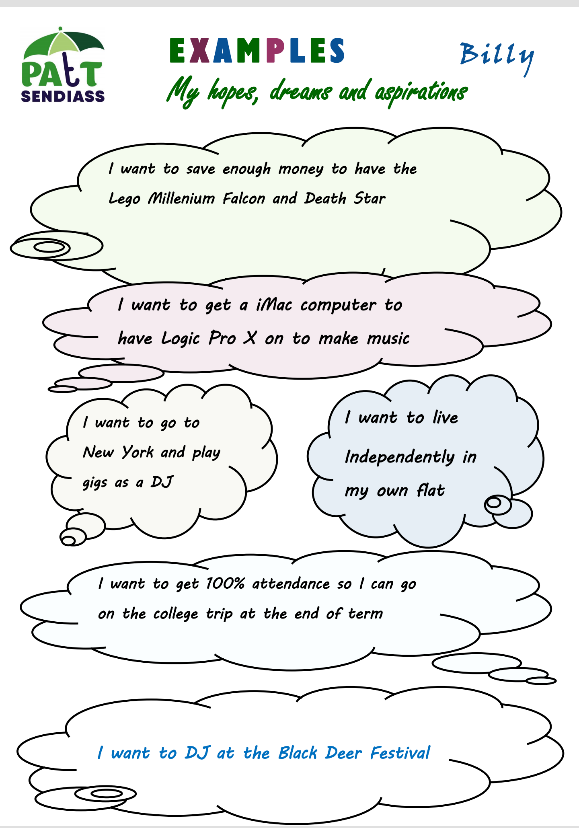 PAtT
SENDIASS
EXAMPLES
Billy
My hopes, dreams and aspirations
I want to save enough money to have the
Lego Millenium Falcon and Death Star
I want to get a iMac computer to
have Logic Pro X on to make music
I want to go to
New York and play
gigs as a DJ
I want to live
Independently in
my own flat
I want to get 100% attendance so I can go
on the college trip at the end of term
I want to DJ at the Black Deer Festival